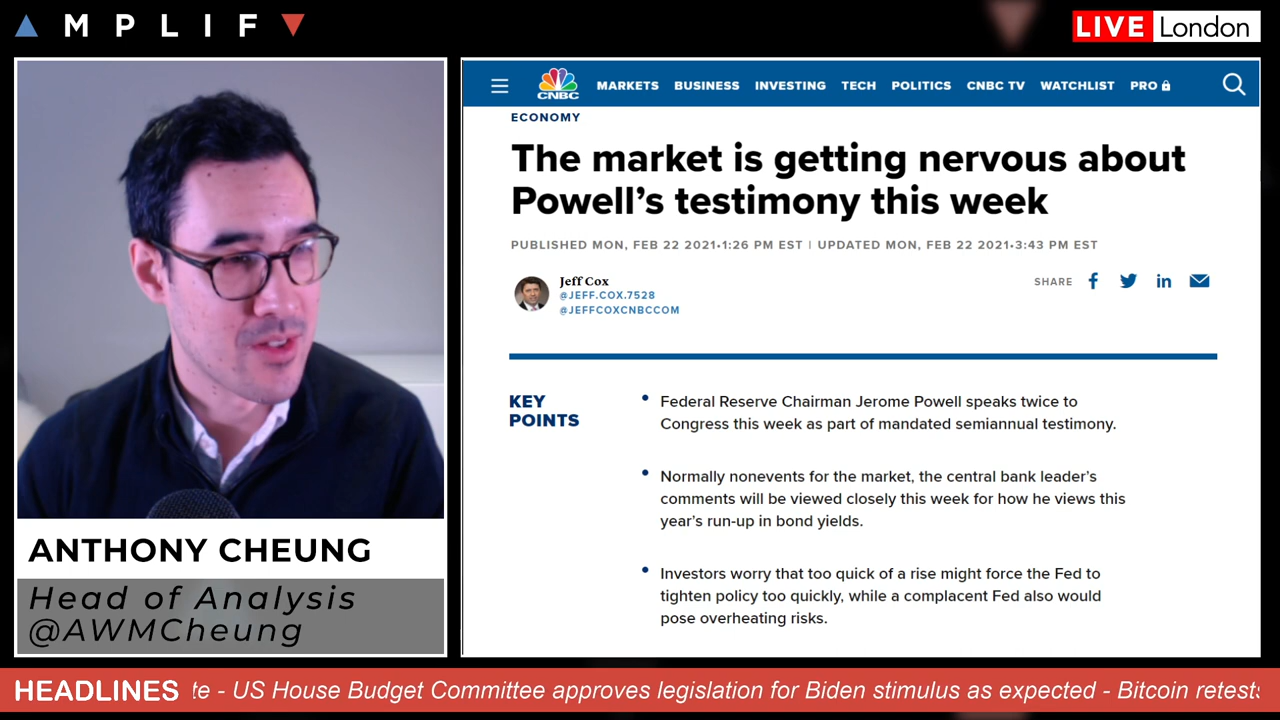 AMPLIFY
LIVE London
CNBC
MARKETS BUSINESS INVESTING TECH POLITICS CNBC TV WATCHLIST PRO
ECONOMY
The market is getting nervous about
Powell's testimony this week
PUBLISHED MON, FEB 22 2021•1:26 PM EST | UPDATED MON, FEB 22 2021•3:43 PM EST
Jeff Cox
@JEFF.COX.7528
@JEFFCOXCNBCCOM
SHARE f in
KEY
POINTS
• Federal Reserve Chairman Jerome Powell speaks twice to
Congress this week as part of mandated semiannual testimony.
• Normally nonevents for the market, the central bank leader's
comments will be viewed closely this week for how he views this
year's run-up in bond yields.
• Investors worry that too quick of a rise might force the Fed to
tighten policy too quickly, while a complacent Fed also would
pose overheating risks.
ANTHONY CHEUNG
Head of Analysis
@AWMCheung
HEADLINES - US House Budget Committee approves legislation for Biden stimulus as expected - Bitcoin retests